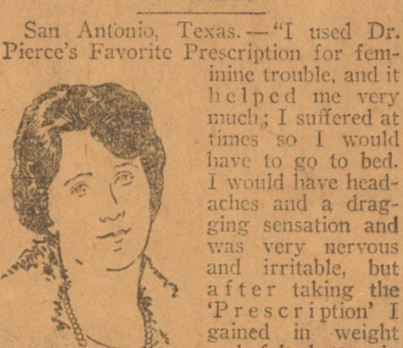 San Antonio, Texas. — "I used Dr.
Pierce's Favorite Prescription for fem-
inine trouble, and it
helped me very
much; I suffered at
times so I would
have to go to bed.
I would have head-
aches and a drag-
ging sensation and
was very nervous
and irritable, but
after taking the
'Prescription' I
gained in weight